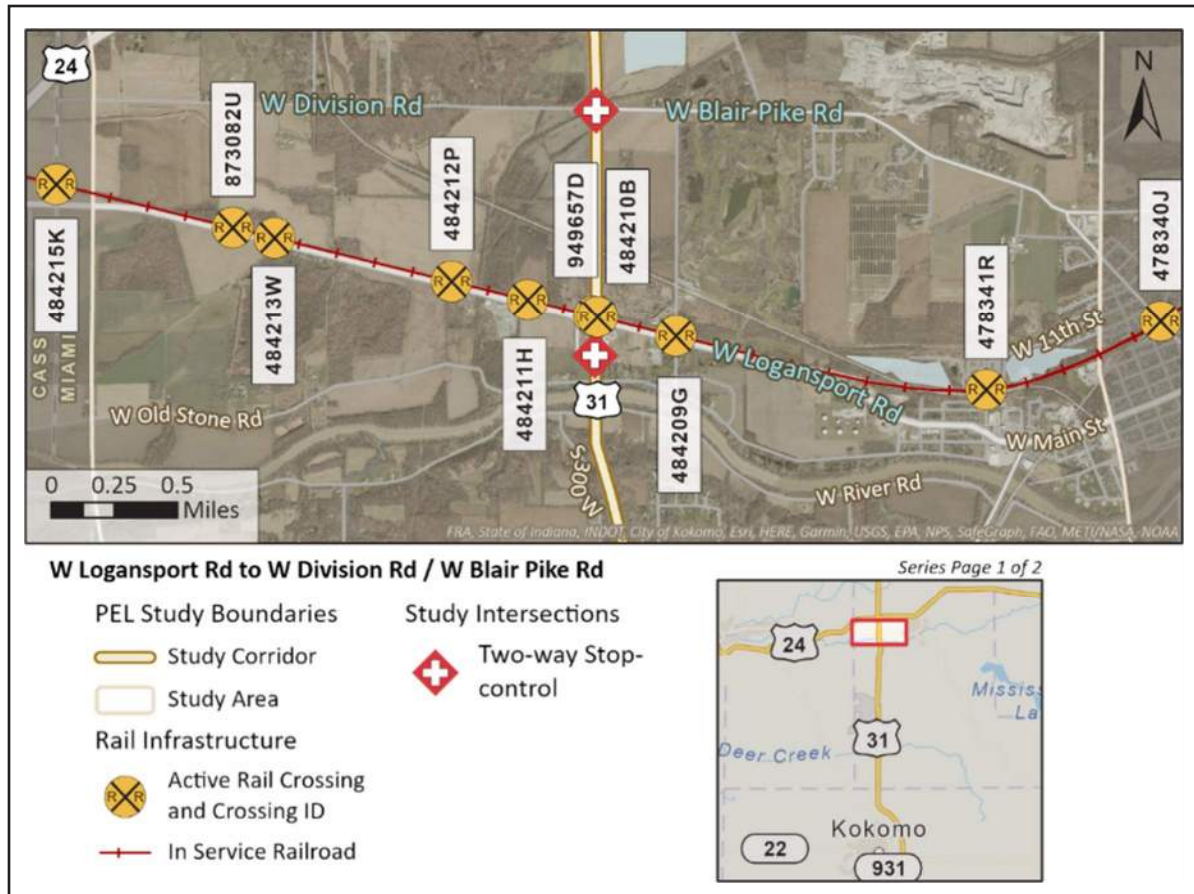 24
N
W Division Rd
W Blair Pike Rd
873082U
484212P
949657D
484210B
478340J
484215K
484213W
478341R
W 11th St
CASS
MIAMI
484211H
31
484209G
W Logansport Rd
W Old Stone Rd
W Main St
S 300 W
W River Rd
0 0.25 0.5
Miles
FRA, State of Indiana, INDOT, City of Kokomo, Esri, HERE, Garmin, USGS, EPA, NPS, SafeGraph, FAO, METI/NASA, NOAA
W Logansport Rd to W Division Rd / W Blair Pike Rd
Series Page 1 of 2
PEL Study Boundaries
Study Corridor
Study Area
Rail Infrastructure
Active Rail Crossing
and Crossing ID
In Service Railroad
Study Intersections
Two-way Stop-
control
24
Mississ
La
31
Deer Creek
Kokomo
22
931